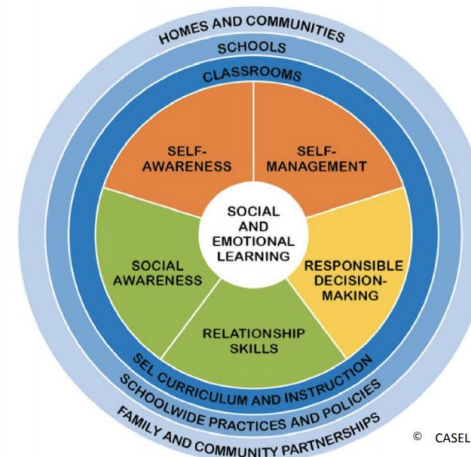 HOMES AND COMMUNITIES
SCHOOLS
CLASSROOMS
SELF-
AWARENESS
SELF-
MANAGEMENT
SOCIAL
AND
EMOTIONAL
LEARNING
SOCIAL
AWARENESS
RESPONSIBLE
DECISION-
MAKING
RELATIONSHIP
SKILLS
SEL CURRICULUM AND INSTRUCTION
SCHOOLWIDE PRACTICES AND POLICIES
FAMILY AND COMMUNITY PARTNERSHIPS
© CASEL